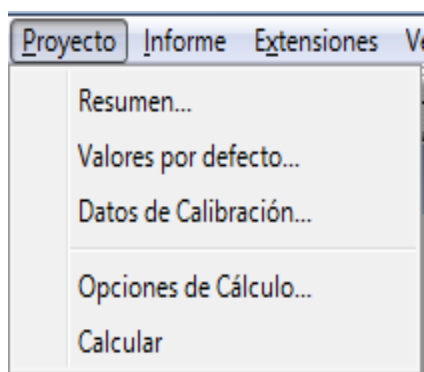 Proyecto Informe Extensiones
Resumen...
Valores por defecto...
Datos de Calibración...
Opciones de Cálculo...
Calcular